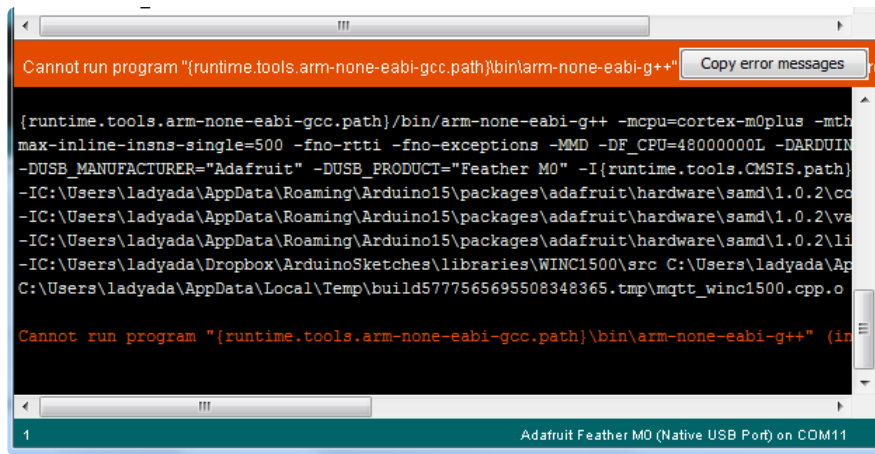 Cannot run program "{runtime.tools.arm-none-eabi-gcc.path}\bin\arm-none-eabi-g++" Copy error messages
{runtime.tools.arm-none-eabi-gcc.path}/bin/arm-none-eabi-g++ -mcpu=cortex-m0plus -mth
max-inline-insns-single=500 -fno-rtti -fno-exceptions -MMD -DF_CPU=48000000L -DARDUIN
-DUSB_MANUFACTURER="Adafruit" -DUSB_PRODUCT="Feather M0" -I{runtime.tools.CMSIS.path}
-IC:\Users\ladyada\AppData\Roaming\Arduino15\packages\adafruit\hardware\samd\1.0.2\co
-IC:\Users\ladyada\AppData\Roaming\Arduino15\packages\adafruit\hardware\samd\1.0.2\va
-IC:\Users\ladyada\AppData\Roaming\Arduino15\packages\adafruit\hardware\samd\1.0.2\li
-IC:\Users\ladyada\Dropbox\ArduinoSketches\libraries\WINC1500\src C:\Users\ladyada\Ap
C:\Users\ladyada\AppData\Local\Temp\build5777565695508348365.tmp\mqtt_winc1500.cpp.o
Cannot run program "{runtime.tools.arm-none-eabi-gcc.path}\bin\arm-none-eabi-g++" (in
1 Adafruit Feather M0 (Native USB Port) on COM11